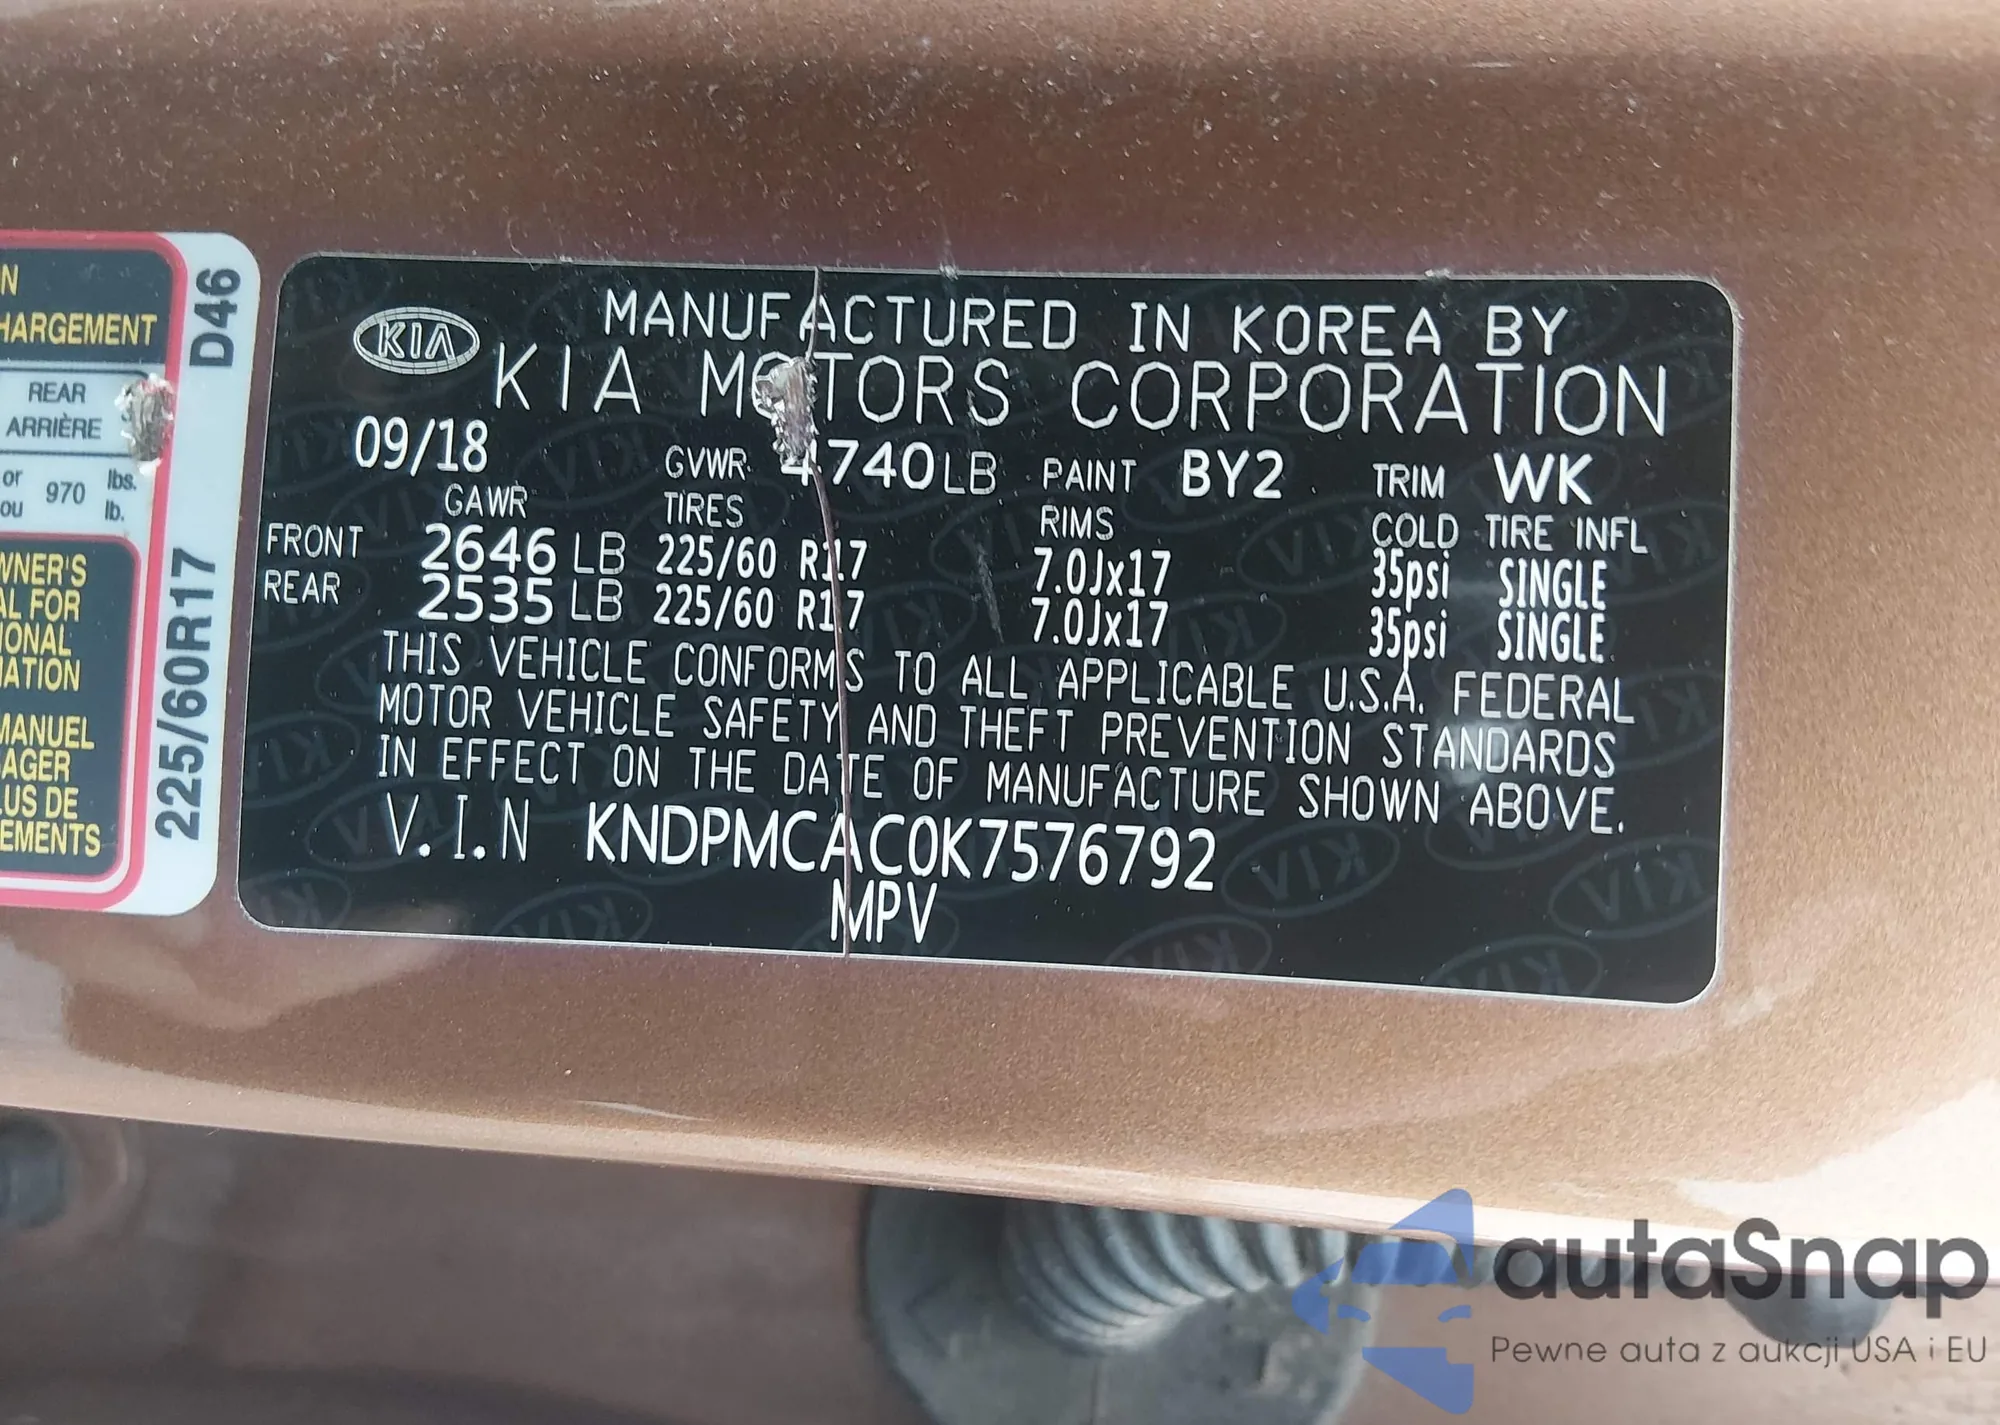 N
HARGEMENT
REAR
ARRIÈRE
or
ou
970
lbs.
lb.
WNER'S
AL FOR
IONAL
MATION
MANUEL
SAGER
LUS DE
EMENTS
D46
225/60R17
KIA
MANUFACTURED IN KOREA BY
KIA MOTORS CORPORATION
09/18 GVWR 4740LB PAINT BY2 TRIM WK
GAWR TIRES RIMS COLD TIRE INFL
FRONT 2646 LB 225/60 R17 7.0Jx17 35psi SINGLE
REAR 2535 LB 225/60 R17 7.0Jx17 35psi SINGLE
THIS VEHICLE CONFORMS TO ALL APPLICABLE U.S.A. FEDERAL
MOTOR VEHICLE SAFETY AND THEFT PREVENTION STANDARDS
IN EFFECT ON THE DATE OF MANUFACTURE SHOWN ABOVE.
V.I.N KNDPMCAC0K7576792
MPV
autaSnap
Pewne auta z aukcji USA i EU